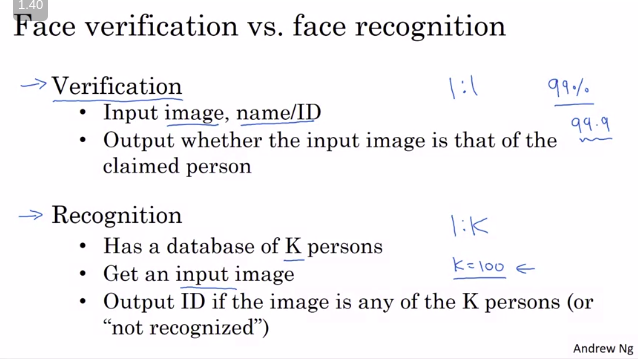 1.40
Face verification vs. face recognition
→ Verification
1:1
99%
• Input image, name/ID
99.9
• Output whether the input image is that of the
claimed person
→ Recognition
1:K
• Has a database of K persons
K=100 ←
• Get an input image
• Output ID if the image is any of the K persons (or
“not recognized”)
Andrew Ng